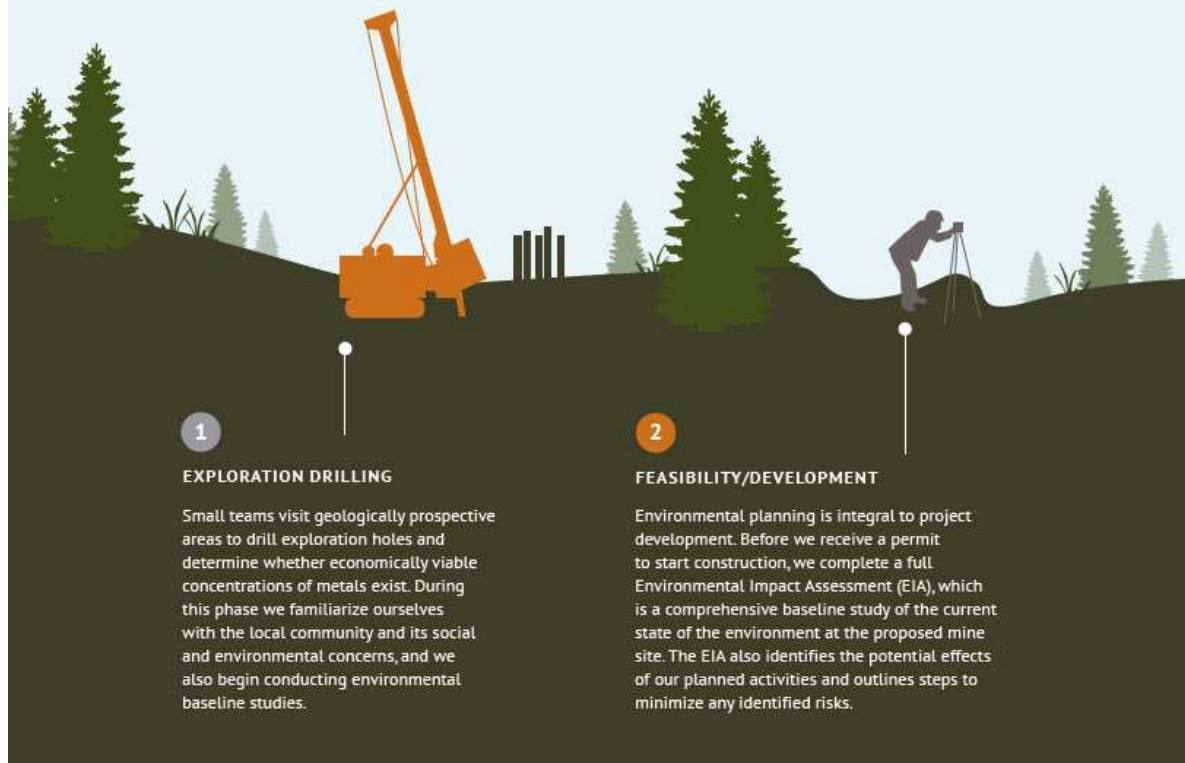 1
EXPLORATION DRILLING
Small teams visit geologically prospective
areas to drill exploration holes and
determine whether economically viable
concentrations of metals exist. During
this phase we familiarize ourselves
with the local community and its social
and environmental concerns, and we
also begin conducting environmental
baseline studies.
2
FEASIBILITY/DEVELOPMENT
Environmental planning is integral to project
development. Before we receive a permit
to start construction, we complete a full
Environmental Impact Assessment (EIA), which
is a comprehensive baseline study of the current
state of the environment at the proposed mine
site. The EIA also identifies the potential effects
of our planned activities and outlines steps to
minimize any identified risks.